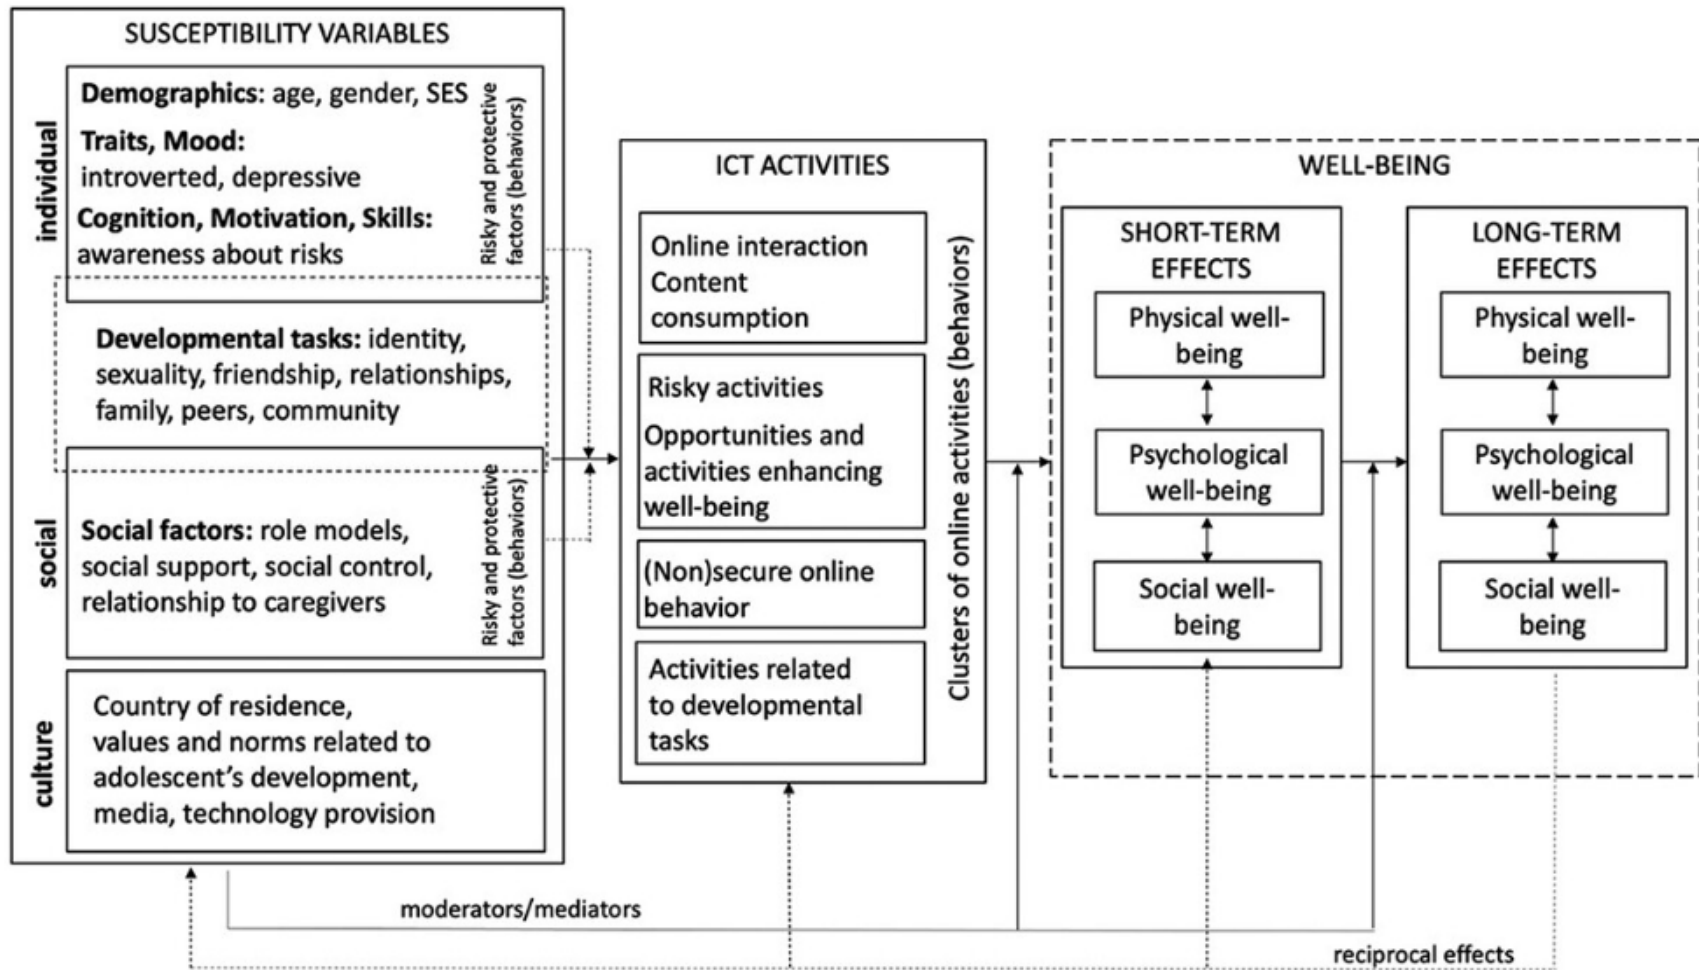 SUSCEPTIBILITY VARIABLES
individual
Demographics: age, gender, SES
Traits, Mood:
introverted, depressive
Cognition, Motivation, Skills:
awareness about risks
Risky and protective
factors (behaviors)
Developmental tasks: identity,
sexuality, friendship, relationships,
family, peers, community
social
Social factors: role models,
social support, social control,
relationship to caregivers
Risky and protective
factors (behaviors)
culture
Country of residence,
values and norms related to
adolescent's development,
media, technology provision
ICT ACTIVITIES
Online interaction
Content
consumption
Risky activities
Opportunities and
activities enhancing
well-being
(Non)secure online
behavior
Activities related
to developmental
tasks
Clusters of online activities (behaviors)
WELL-BEING
SHORT-TERM
EFFECTS
Physical well-
being
Psychological
well-being
Social well-
being
LONG-TERM
EFFECTS
Physical well-
being
Psychological
well-being
Social well-
being
moderators/mediators
reciprocal effects